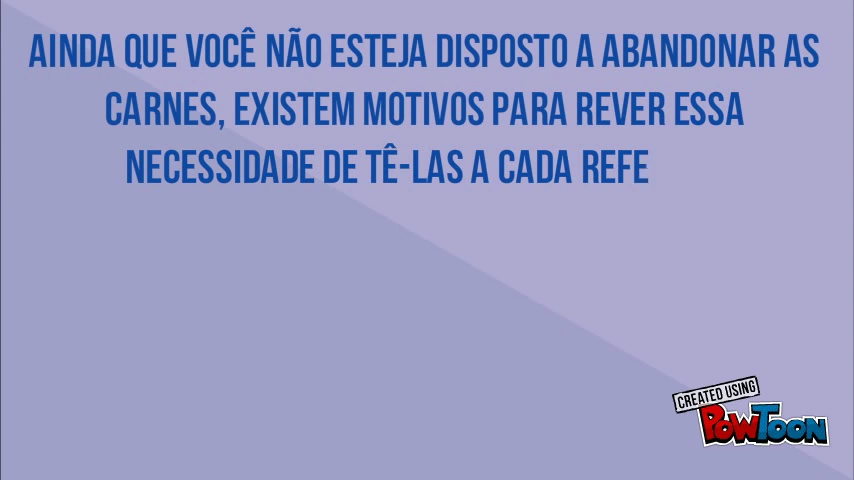 AINDA QUE VOCÊ NÃO ESTEJA DISPOSTO A ABANDONAR AS
CARNES, EXISTEM MOTIVOS PARA REVER ESSA
NECESSIDADE DE TÊ-LAS A CADA REFE
CREATED USING
POWTOON